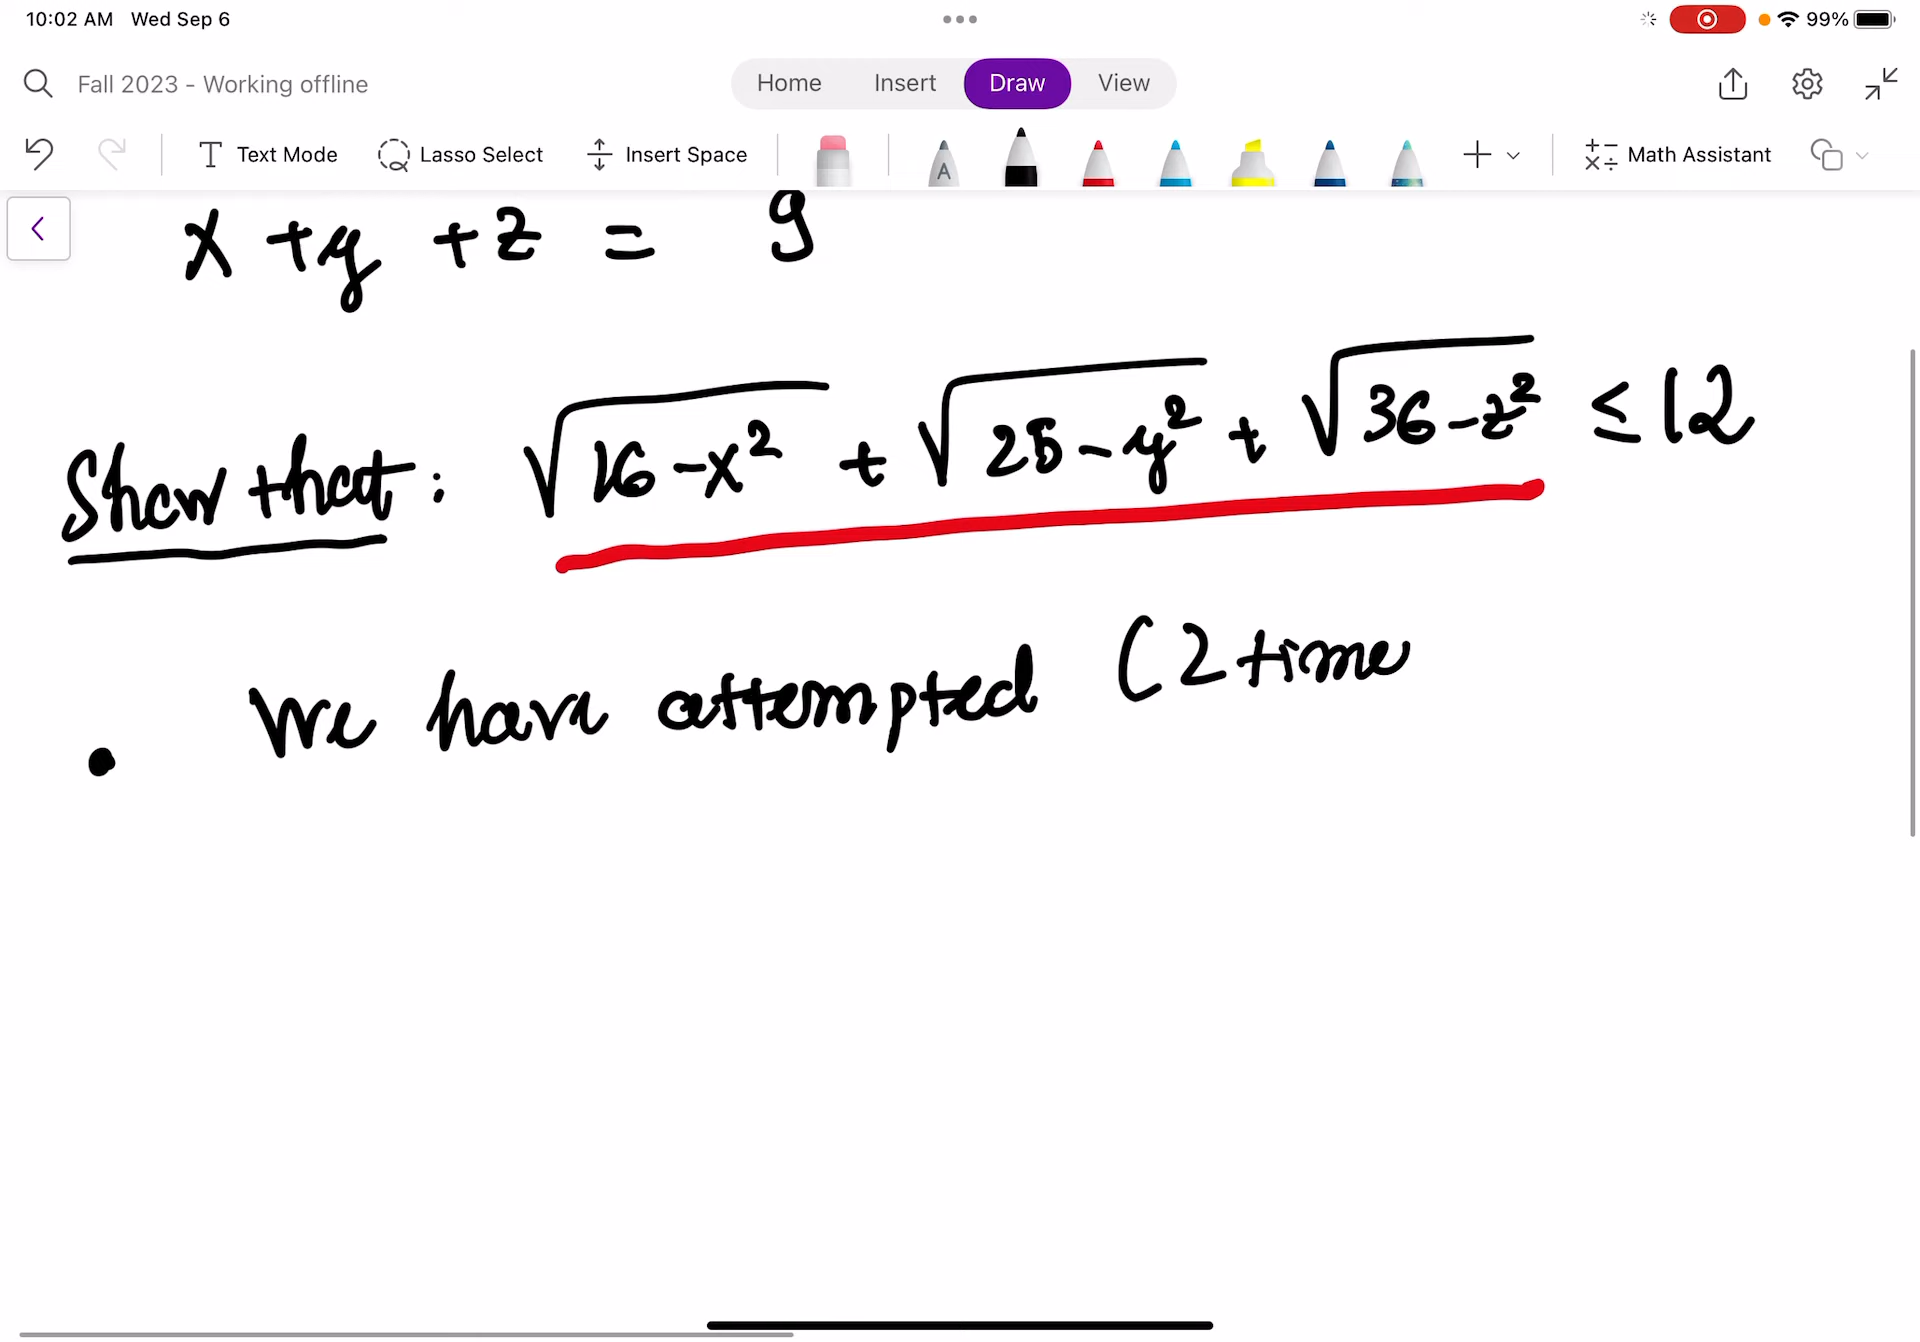 10:02 AM Wed Sep 6
99%
Fall 2023 - Working offline
Home Insert Draw View
Text Mode Lasso Select Insert Space A Math Assistant
x + y + z = 9
Show that: √(16-x²) + √(25-y²) + √(36-z²) ≤ 12
• We have attempted (2 time